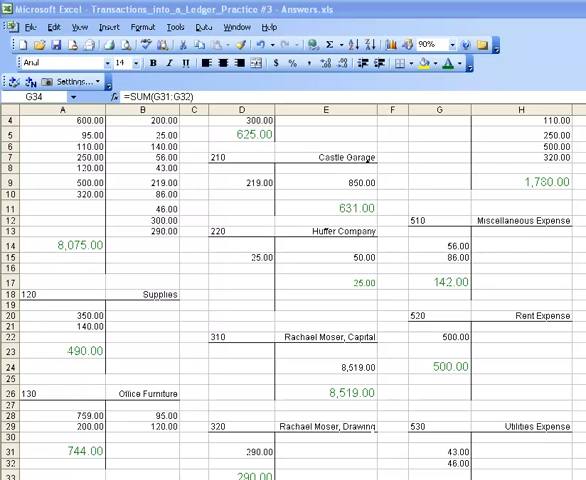 Microsoft Excel - Transactions_into_a_Ledger_Practice #3 - Answers.xls
File Edit View Insert Format Tools Data Window Help
Σ 90%
Arial 14 B I U $ % ,
Settings...
G34 fx =SUM(G31:G32)
A B C D E F G H
4 600.00 200.00 300.00 110.00
5 95.00 25.00 625.00 250.00
6 110.00 140.00 500.00
7 250.00 56.00 210 Castle Garage 320.00
8 120.00 43.00
9 500.00 219.00 219.00 850.00 1,780.00
10 320.00 86.00
11 46.00 631.00
12 300.00 510 Miscellaneous Expense
13 290.00 220 Huffer Company
14 8,075.00 56.00
15 25.00 50.00 86.00
16
17 25.00 142.00
18 120 Supplies
19
20 350.00 520 Rent Expense
21 140.00
22 310 Rachael Moser, Capital 500.00
23 490.00
24 8,519.00 500.00
25
26 130 Office Furniture 8,519.00
27
28 759.00 95.00
29 200.00 120.00 320 Rachael Moser, Drawing 530 Utilities Expense
30
31 744.00 290.00 43.00
32 46.00
33 290.00